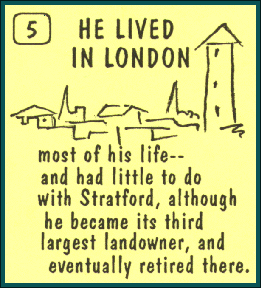 5
HE LIVED
IN LONDON
most of his life--
and had little to do
with Stratford, although
he became its third
largest landowner, and
eventually retired there.